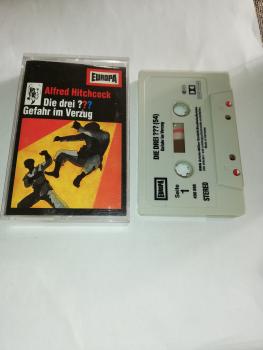 EUROPA
Alfred Hitchcock
Die drei ???
Gefahr im Verzug
EUROPA
DIE DREI ??? (54)
Gefahr im Verzug
Seite
1
STEREO